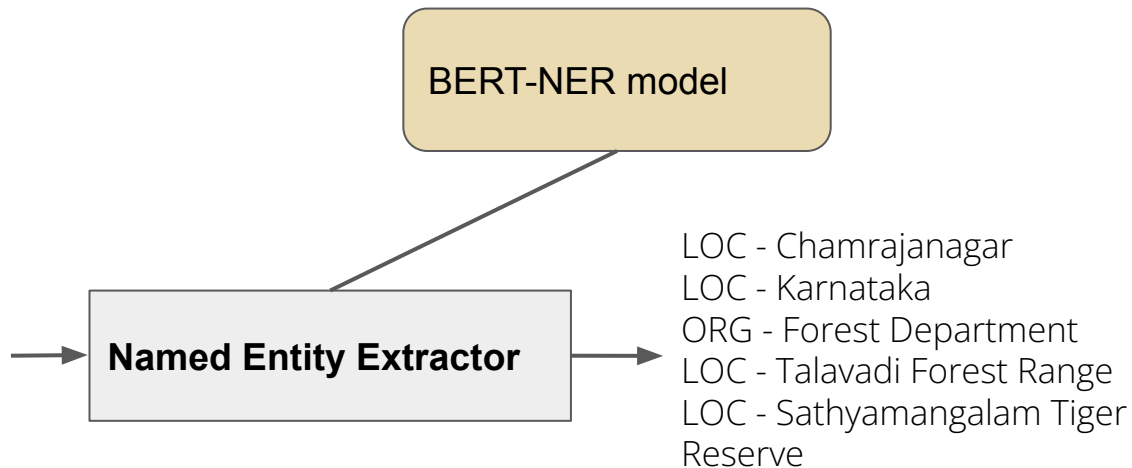 BERT-NER model
Named Entity Extractor
LOC - Chamrajanagar
LOC - Karnataka
ORG - Forest Department
LOC - Talavadi Forest Range
LOC - Sathyamangalam Tiger
Reserve